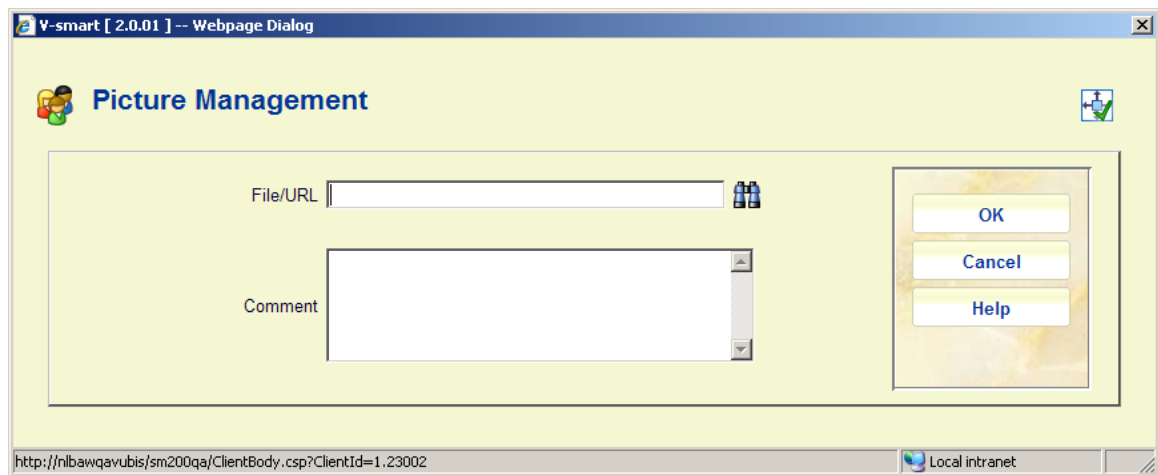 V-smart [ 2.0.01 ] -- Webpage Dialog
Picture Management
File/URL
Comment
OK
Cancel
Help
http://nlbawqavubis/sm200qa/ClientBody.csp?ClientId=1.23002
Local intranet